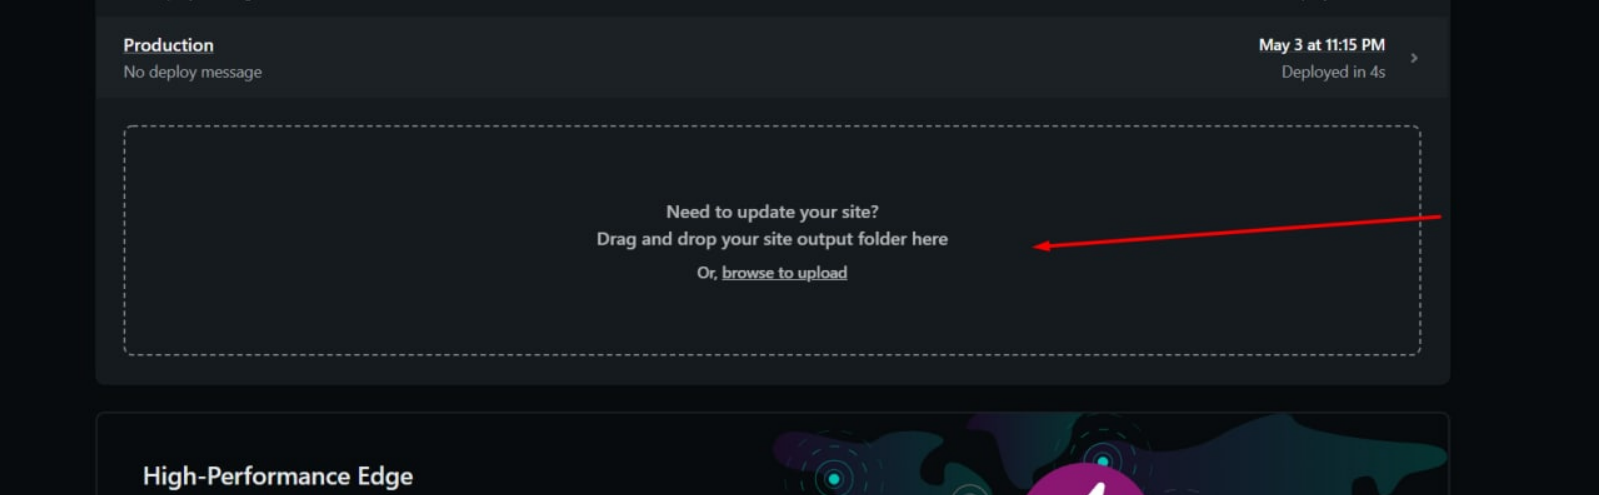 Production
May 3 at 11:15 PM
No deploy message
Deployed in 4s
Need to update your site?
Drag and drop your site output folder here
Or, browse to upload
High-Performance Edge